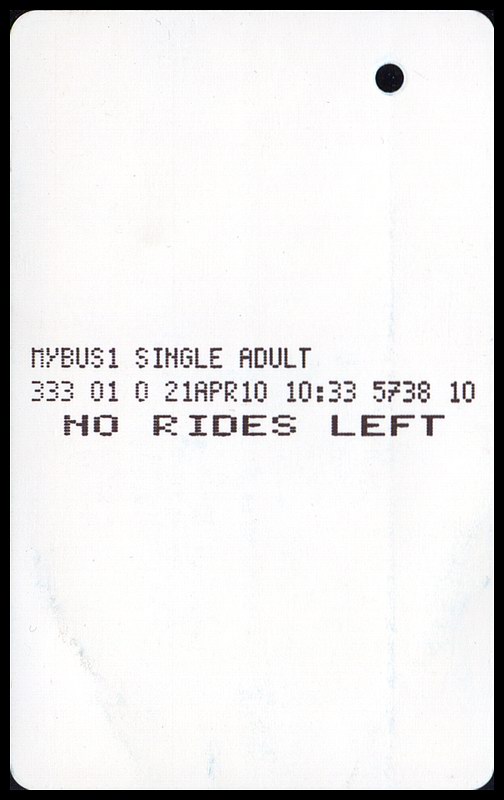 MYBUS1 SINGLE ADULT
333 01 0 21APR10 10:33 5738 10
NO RIDES LEFT